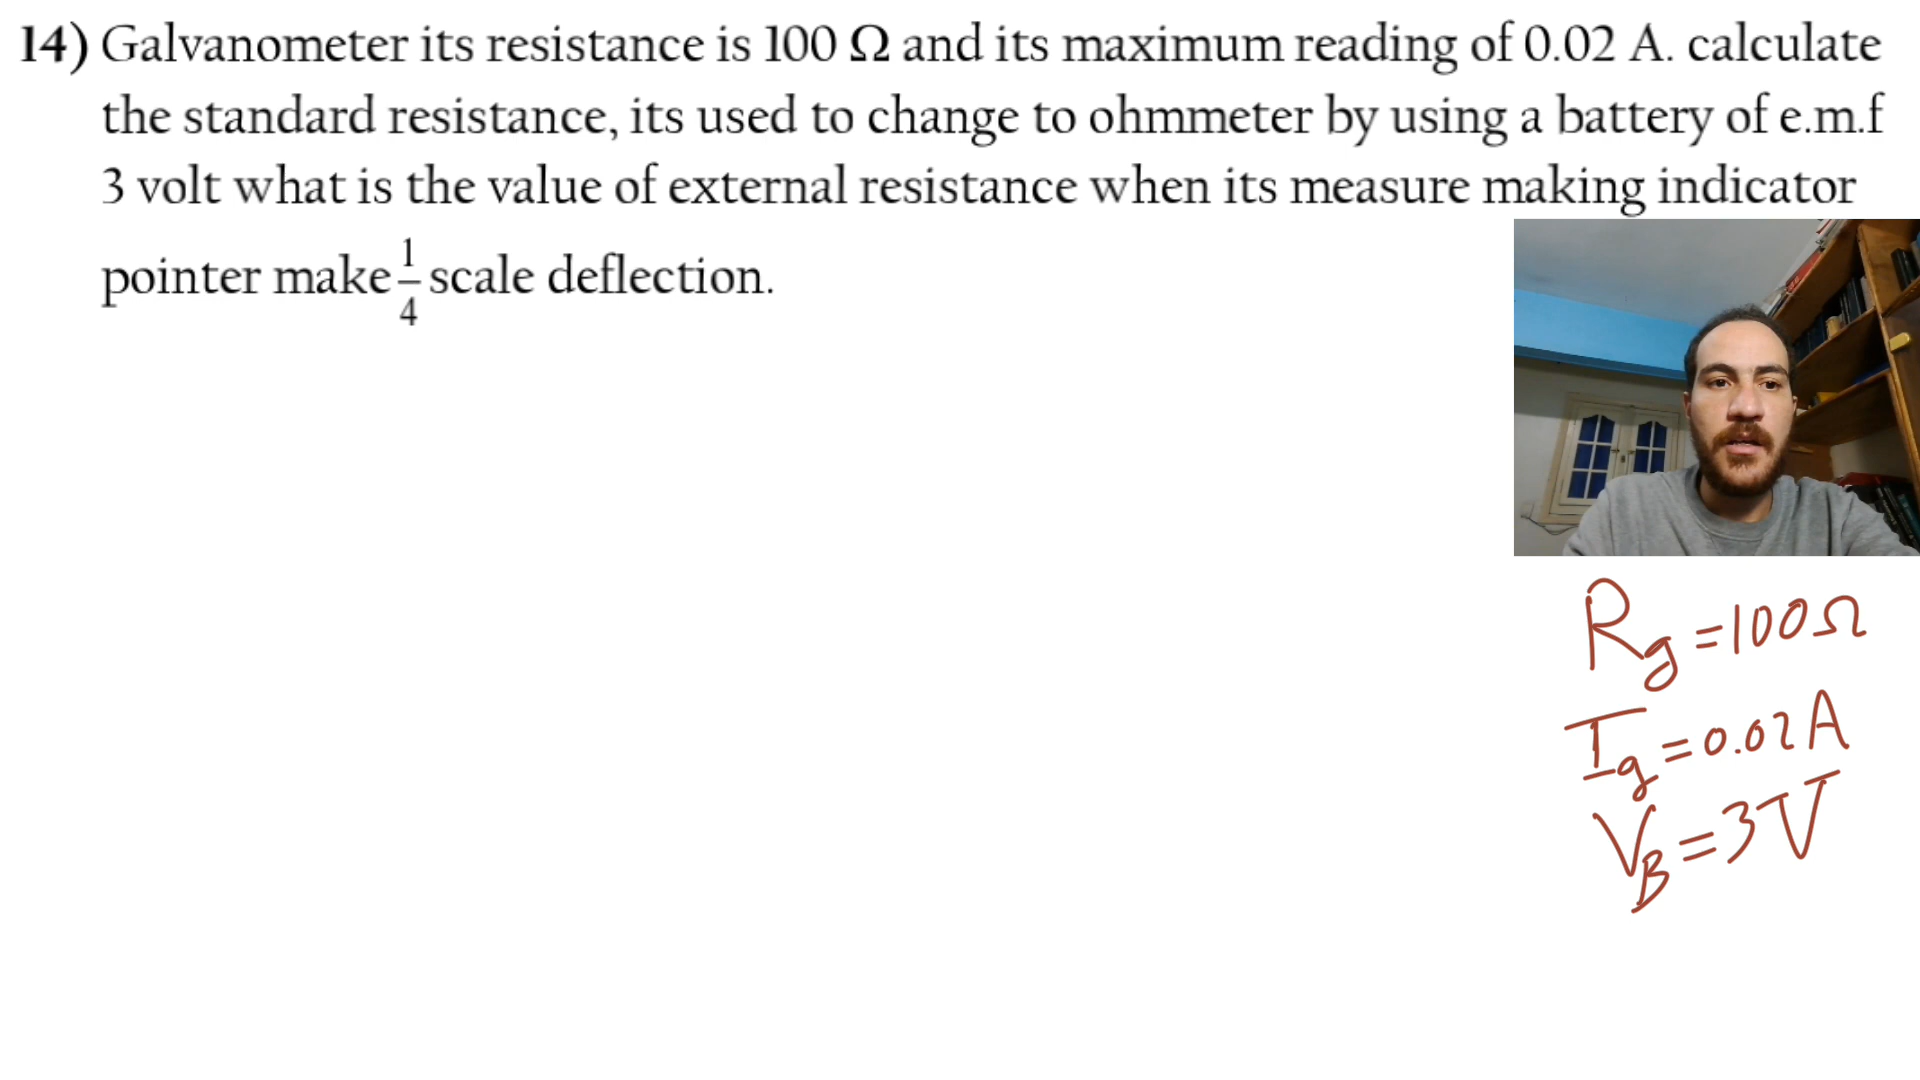 14) Galvanometer its resistance is 100 Ω and its maximum reading of 0.02 A. calculate
the standard resistance, its used to change to ohmmeter by using a battery of e.m.f
3 volt what is the value of external resistance when its measure making indicator
pointer make 1/4 scale deflection.
Rg = 100Ω
Ig = 0.02 A
VB = 3V